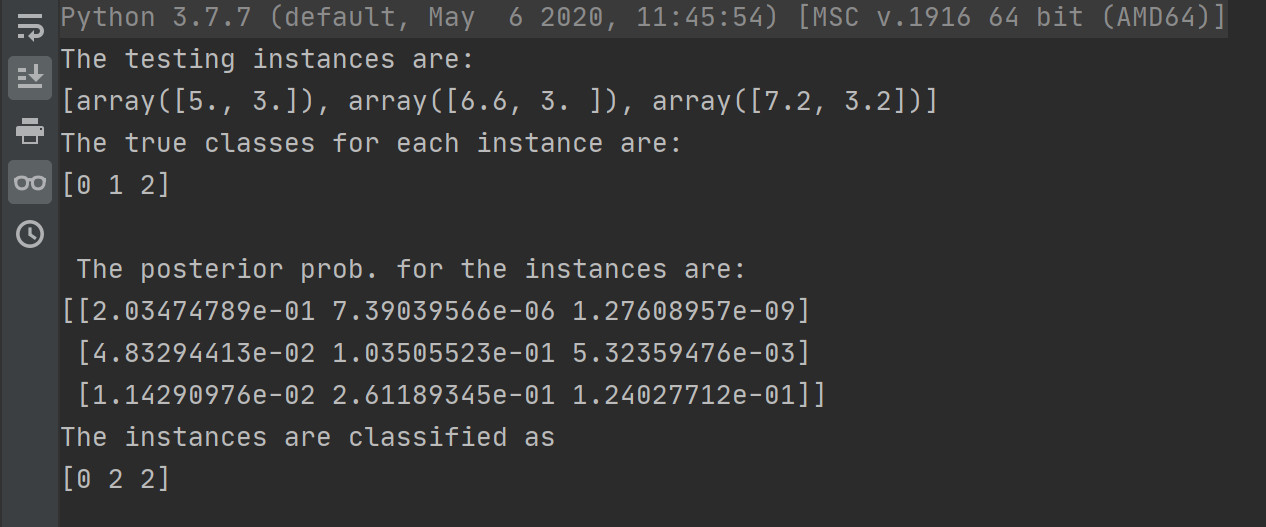 Python 3.7.7 (default, May  6 2020, 11:45:54) [MSC v.1916 64 bit (AMD64)]
The testing instances are:
[array([5., 3.]), array([6.6, 3. ]), array([7.2, 3.2])]
The true classes for each instance are:
[0 1 2]
 The posterior prob. for the instances are:
[[2.03474789e-01 7.39039566e-06 1.27608957e-09]
 [4.83294413e-02 1.03505523e-01 5.32359476e-03]
 [1.14290976e-02 2.61189345e-01 1.24027712e-01]]
The instances are classified as
[0 2 2]